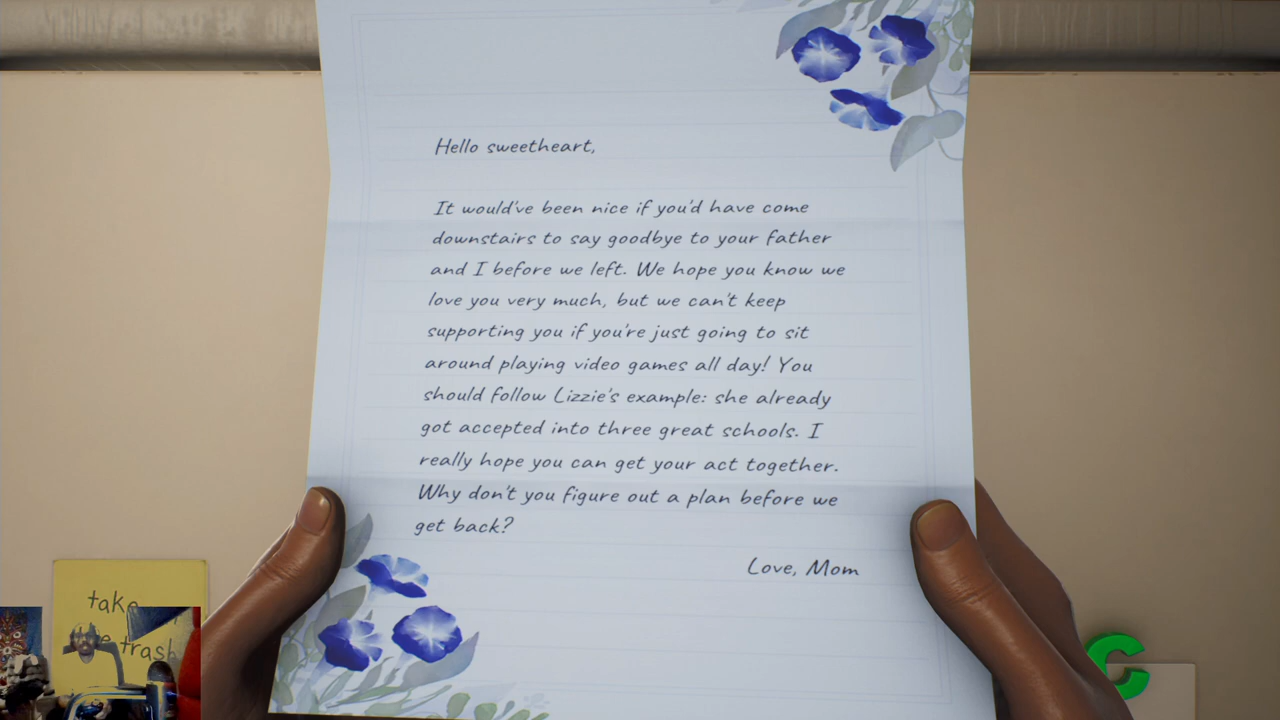 Hello sweetheart,
It would've been nice if you'd have come
downstairs to say goodbye to your father
and I before we left. We hope you know we
love you very much, but we can't keep
supporting you if you're just going to sit
around playing video games all day! You
should follow Lizzie's example: she already
got accepted into three great schools. I
really hope you can get your act together.
Why don't you figure out a plan before we
get back?
Love, Mom
take
trash
C